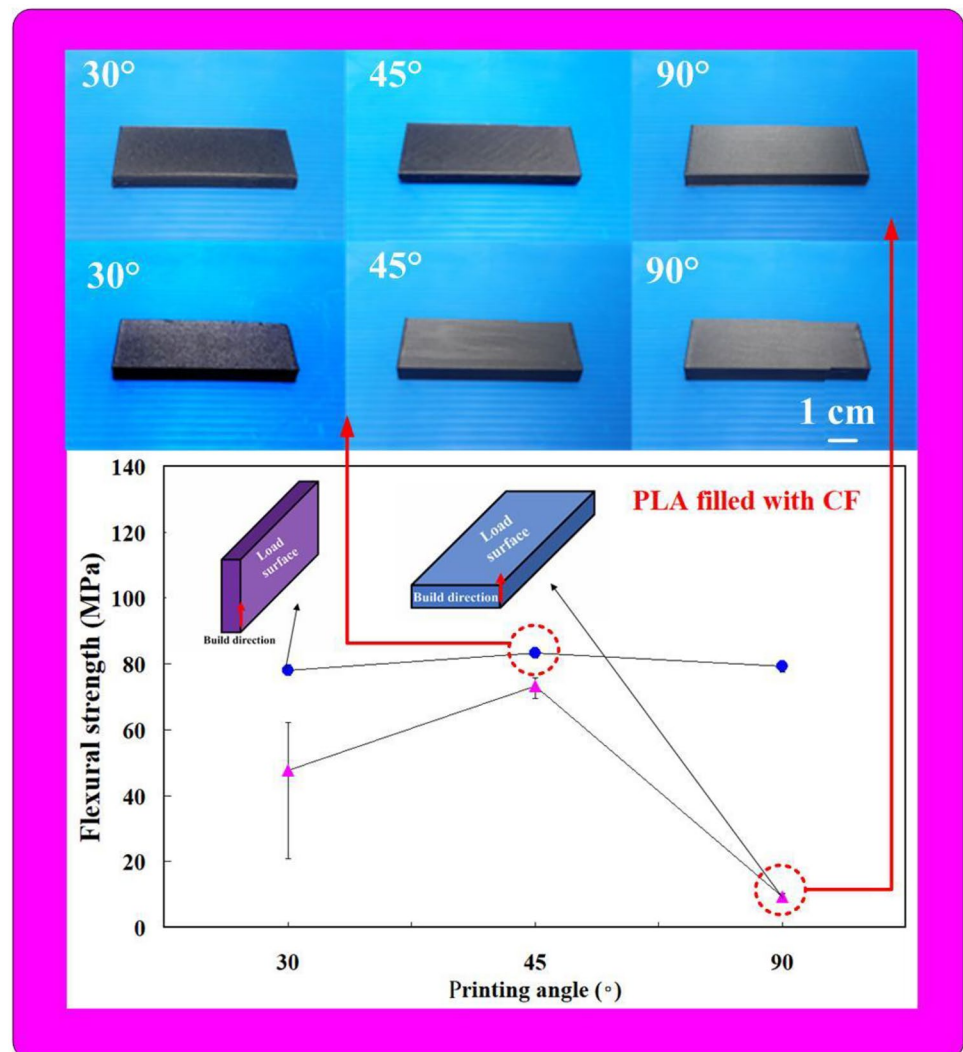 30°
45°
90°
30°
45°
90°
1 cm
140
120
100
80
60
40
20
0
Flexural strength (MPa)
PLA filled with CF
Load
surface
Build direction
Load
surface
Build direction
30
45
90
Printing angle (°)